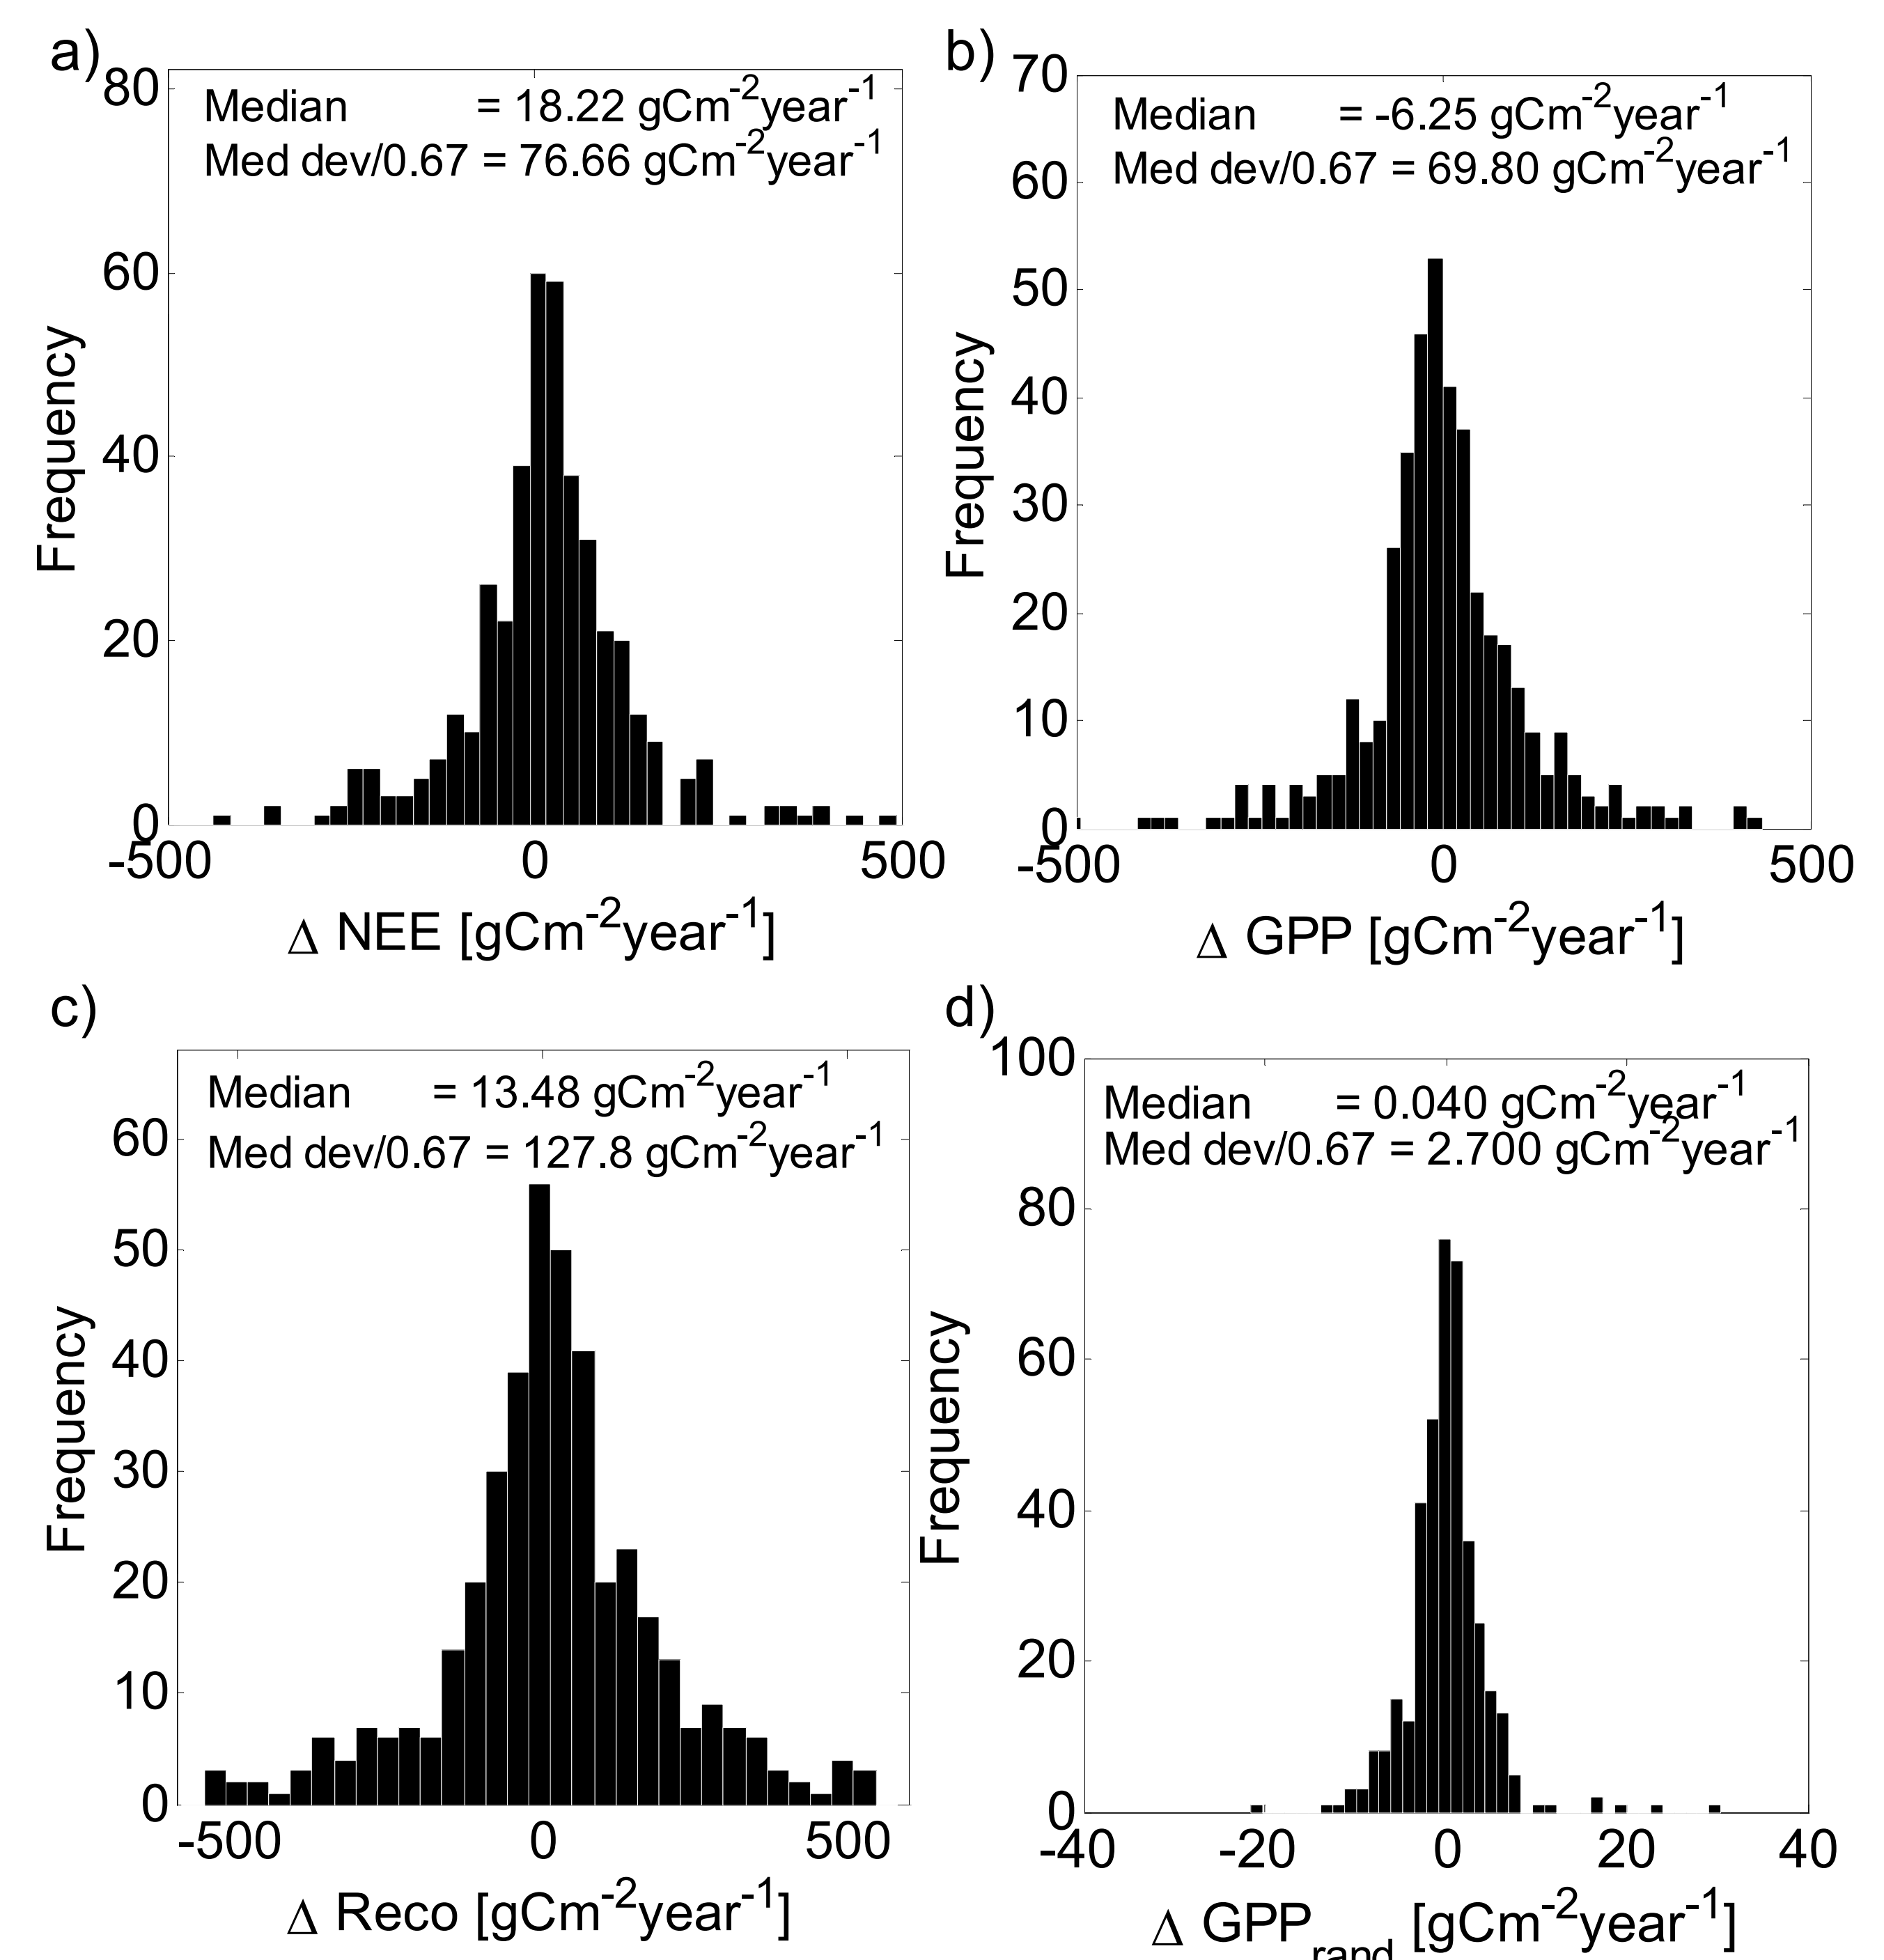 a)
Median = 18.22 gCm-2year-1
Med dev/0.67 = 76.66 gCm-2year-1
80
60
40
20
0
Frequency
-500 0 500
Δ NEE [gCm-2year-1]
b)
Median = -6.25 gCm-2year-1
Med dev/0.67 = 69.80 gCm-2year-1
70
60
50
40
30
20
10
0
Frequency
-500 0 500
Δ GPP [gCm-2year-1]
c)
Median = 13.48 gCm-2year-1
Med dev/0.67 = 127.8 gCm-2year-1
60
50
40
30
20
10
0
Frequency
-500 0 500
Δ Reco [gCm-2year-1]
d)
Median = 0.040 gCm-2year-1
Med dev/0.67 = 2.700 gCm-2year-1
100
80
60
40
20
0
Frequency
-40 -20 0 20 40
Δ GPPrand [gCm-2year-1]